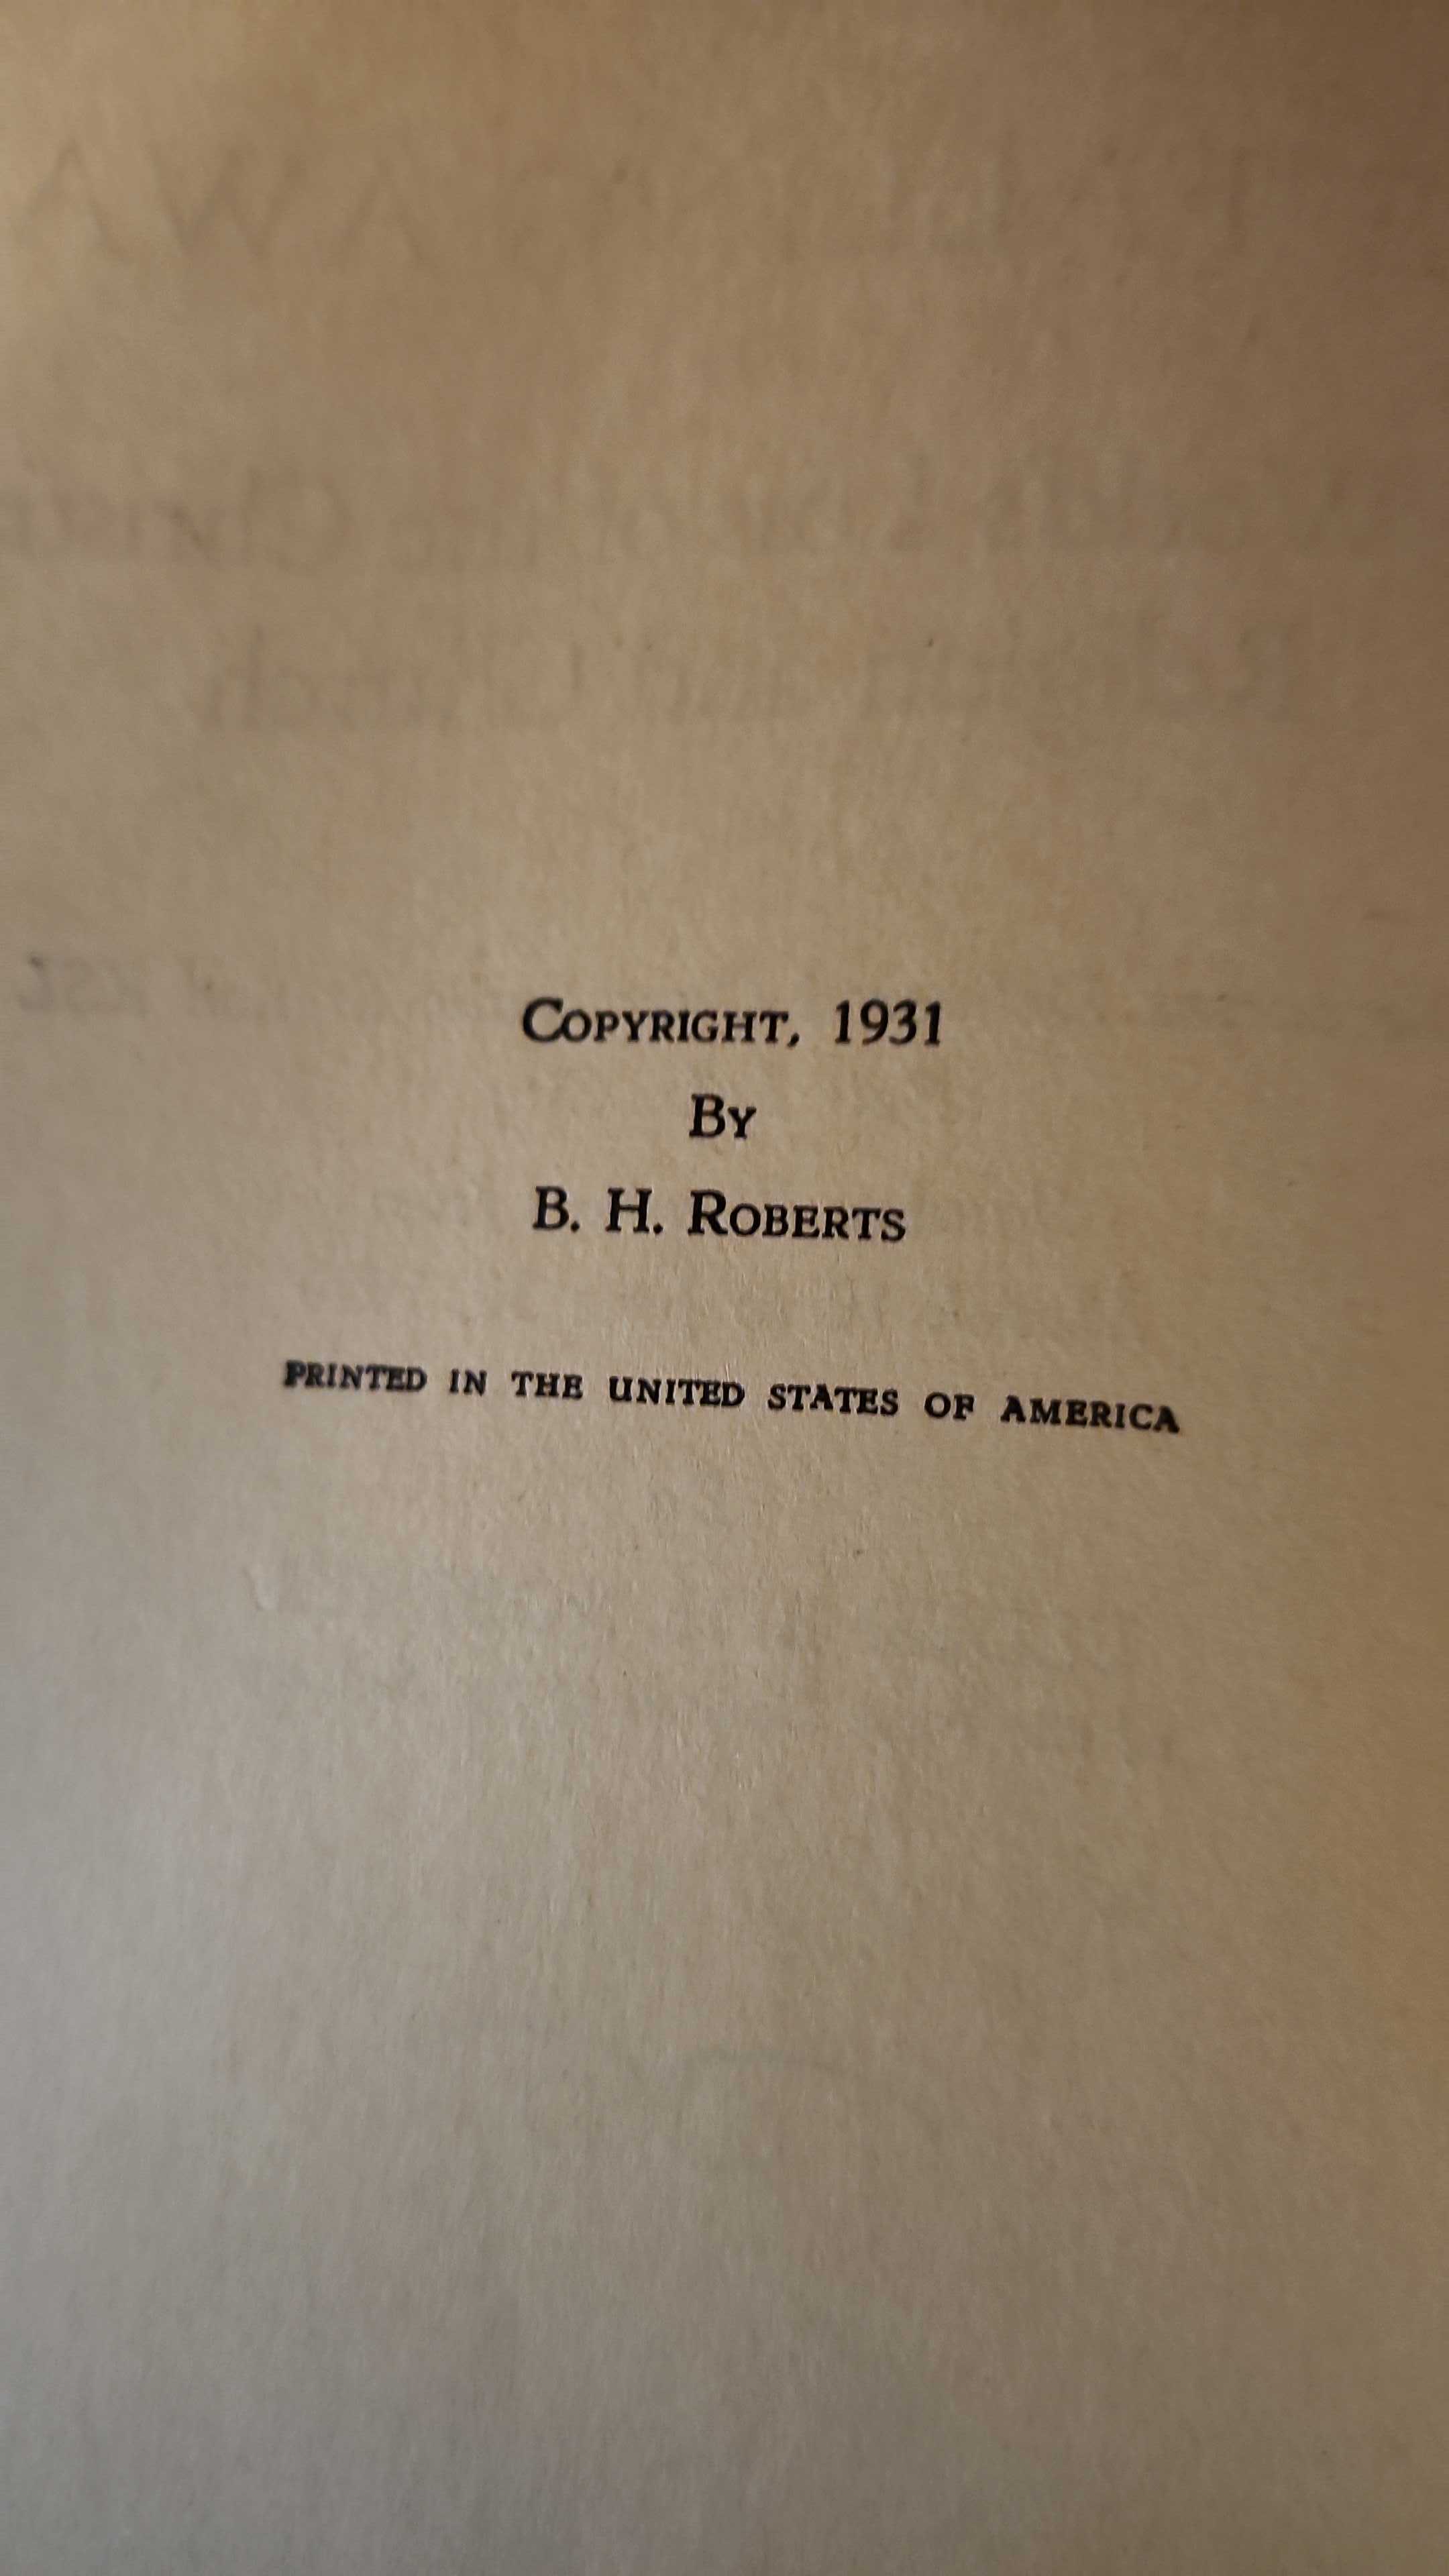 COPYRIGHT, 1931
BY
B. H. ROBERTS
PRINTED IN THE UNITED STATES OF AMERICA